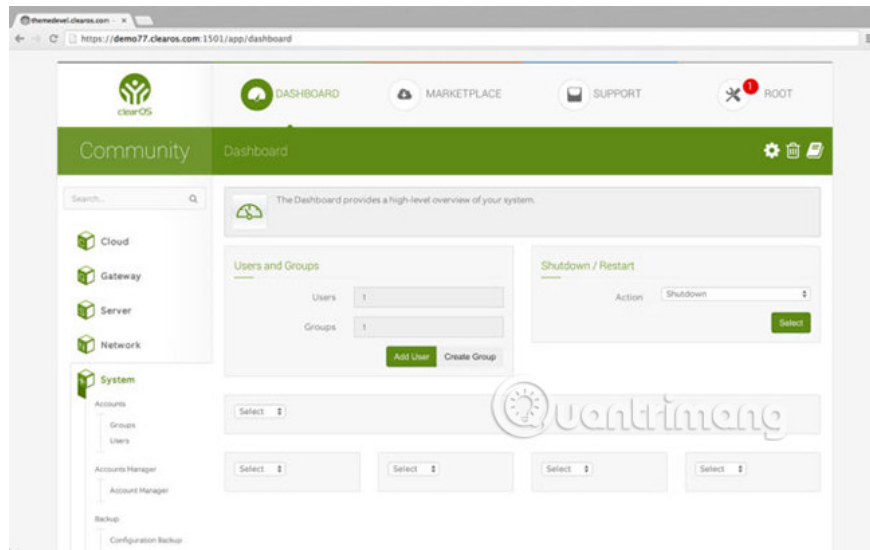 themedevel.clearos.com - ×
https://demo77.clearos.com:1501/app/dashboard
clearOS
DASHBOARD
MARKETPLACE
SUPPORT
1
ROOT
Community
Dashboard
Search...
The Dashboard provides a high-level overview of your system.
Cloud
Gateway
Server
Network
System
Accounts
Groups
Users
Accounts Manager
Account Manager
Backup
Configuration Backup
Users and Groups
Users 1
Groups 1
Add User Create Group
Shutdown / Restart
Action Shutdown
Select
Select
Select Select Select Select
Quantrimang